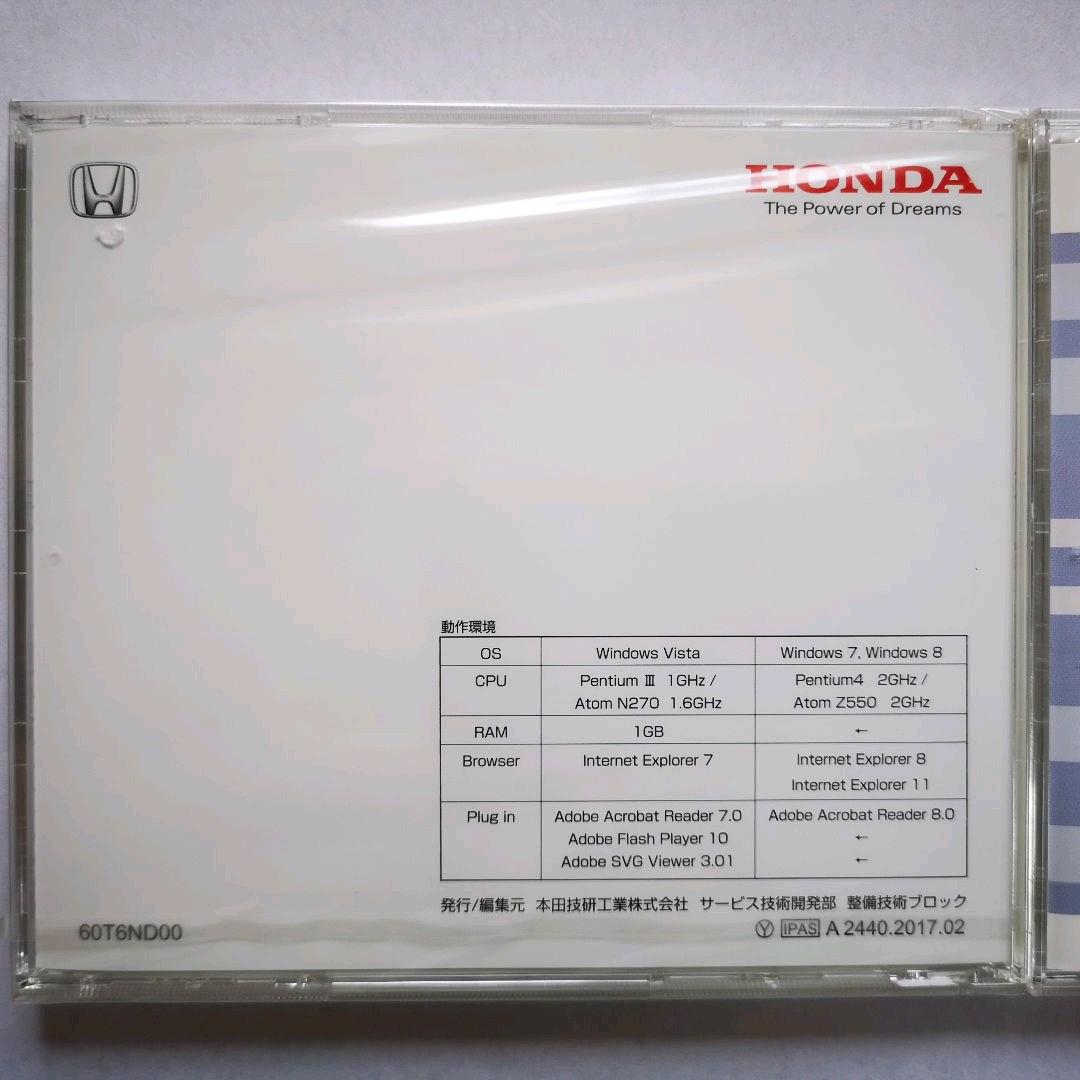 HONDA
The Power of Dreams
動作環境
OS Windows Vista Windows 7, Windows 8
CPU Pentium Ⅲ 1GHz / Pentium4 2GHz /
Atom N270 1.6GHz Atom Z550 2GHz
RAM 1GB ←
Browser Internet Explorer 7 Internet Explorer 8
Internet Explorer 11
Plug in Adobe Acrobat Reader 7.0 Adobe Acrobat Reader 8.0
Adobe Flash Player 10 ←
Adobe SVG Viewer 3.01 ←
発行/編集元 本田技研工業株式会社 サービス技術開発部 整備技術ブロック
60T6ND00 Ⓨ IPAS A 2440.2017.02